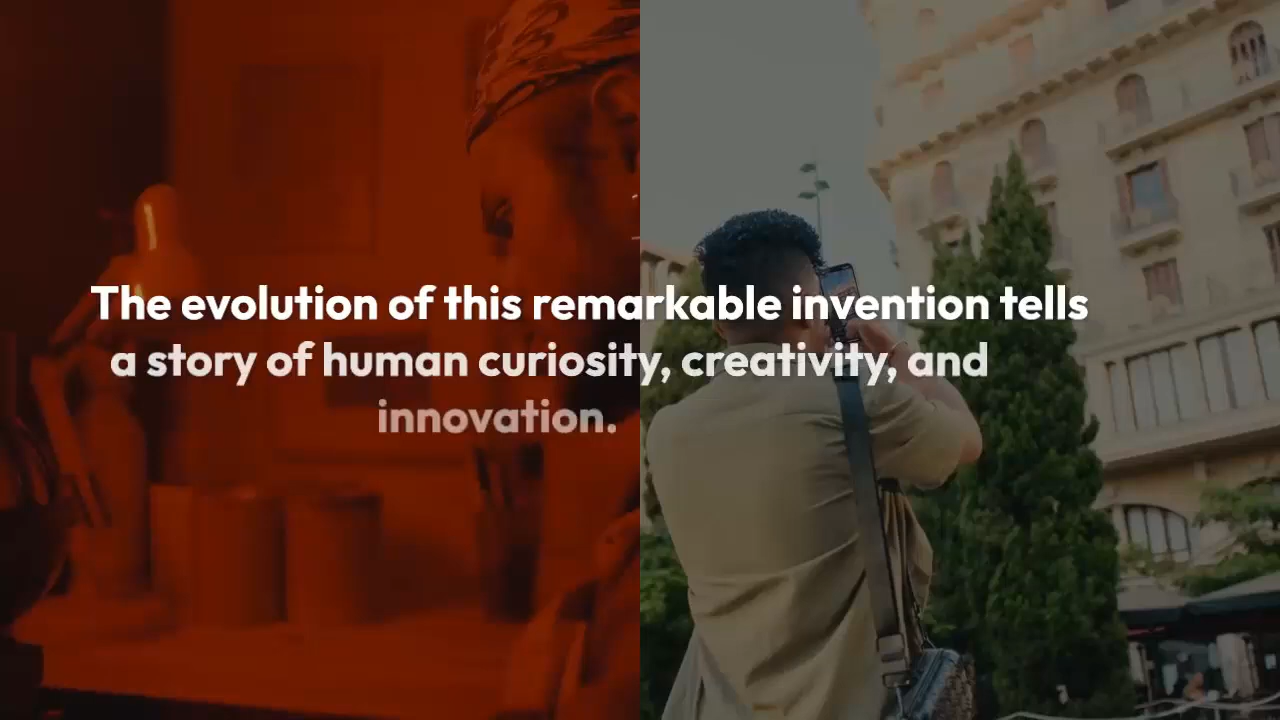 The evolution of this remarkable invention tells
a story of human curiosity, creativity, and
innovation.